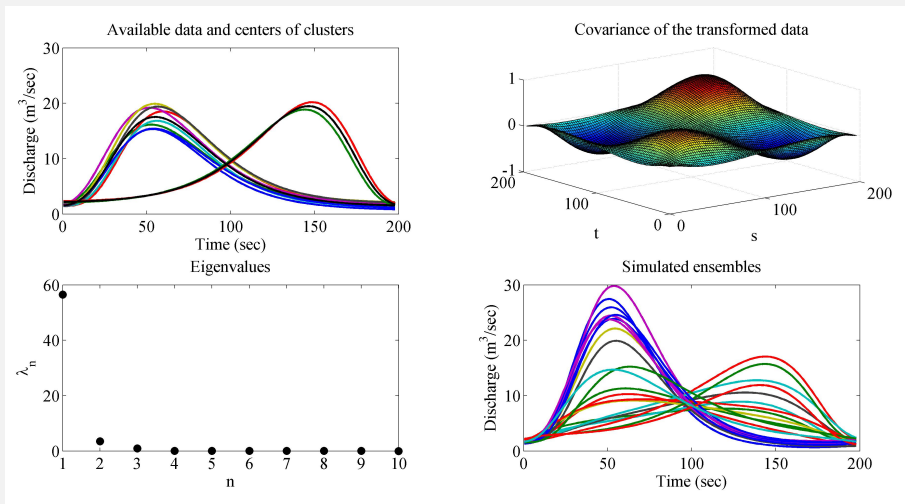 Available data and centers of clusters
30
20
10
0
0 50 100 150 200
Discharge (m³/sec)
Time (sec)
Covariance of the transformed data
1
0
-1
200
100
0
0
100
200
t
s
Eigenvalues
60
40
20
0
1 2 3 4 5 6 7 8 9 10
λn
n
Simulated ensembles
30
20
10
0
0 50 100 150 200
Discharge (m³/sec)
Time (sec)